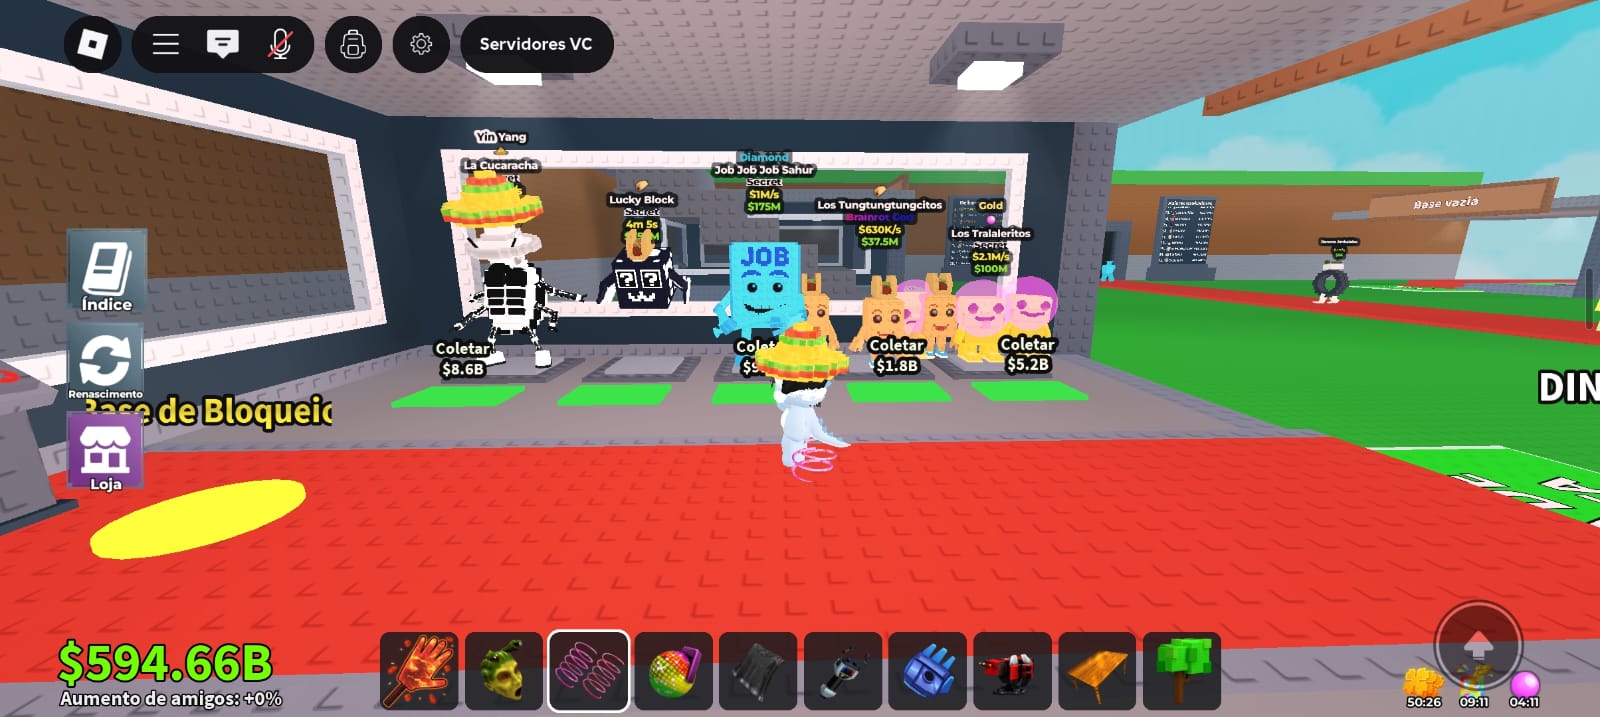 Servidores VC
Yin Yang
La Cucaracha
Lucky Block
Secret
4m 5s
Diamond
Job Job Job Sahur
Secret
$1M/s
$175M
Los Tungtungtungcitos
Brainrot God
$630K/s
$37.5M
Gold
Los Tralaleritos
Secret
$2.1M/s
$100M
Base vazia
JOB
Índice
Coletar
$8.6B
Coletar
$1.8B
Coletar
$5.2B
Renascimento
Base de Bloqueio
DIN
Loja
$594.66B
Aumento de amigos: +0%
50:26
09:11
04:11